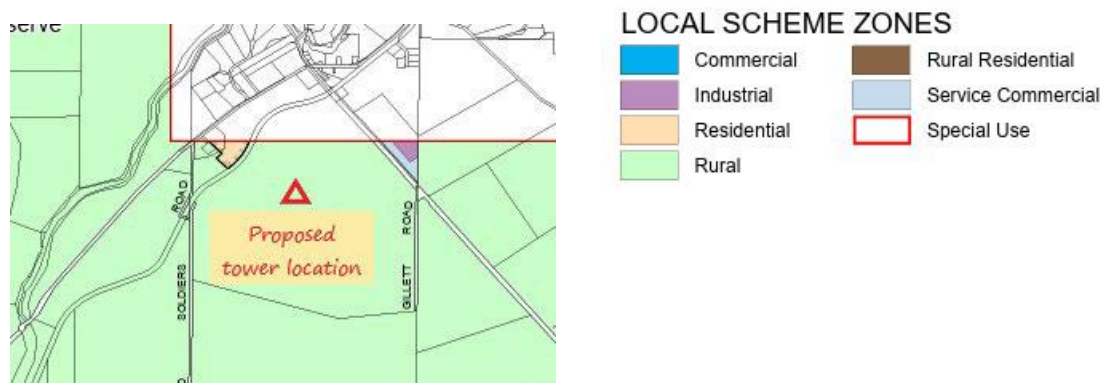 serve
LOCAL SCHEME ZONES
Commercial
Industrial
Residential
Rural
Rural Residential
Service Commercial
Special Use
ROAD
SOLDIERS
Proposed
tower location
ROAD
GILLETT